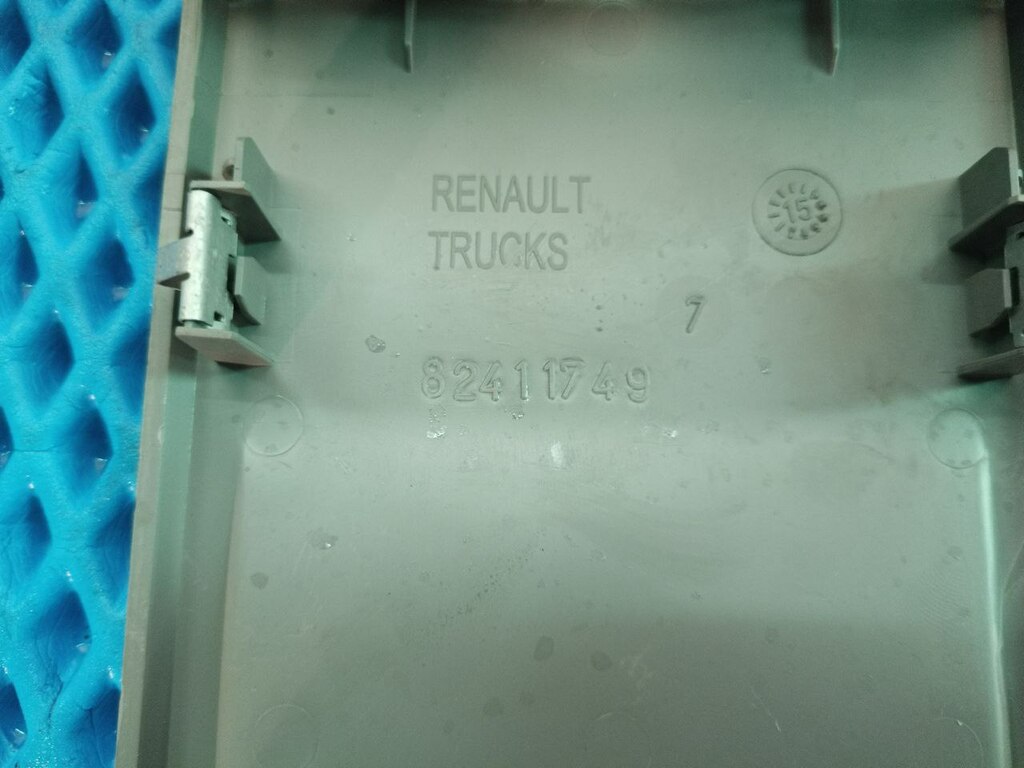 RENAULT
TRUCKS
15
7
82411749